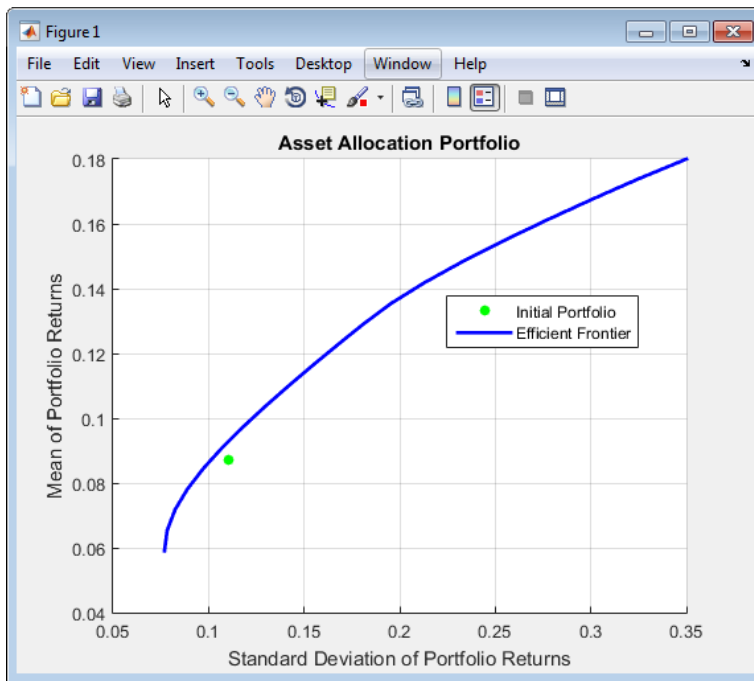 Figure 1
File Edit View Insert Tools Desktop Window Help
Asset Allocation Portfolio
0.18
0.16
0.14
0.12
0.1
0.08
0.06
0.04
Mean of Portfolio Returns
Initial Portfolio
Efficient Frontier
0.05 0.1 0.15 0.2 0.25 0.3 0.35
Standard Deviation of Portfolio Returns